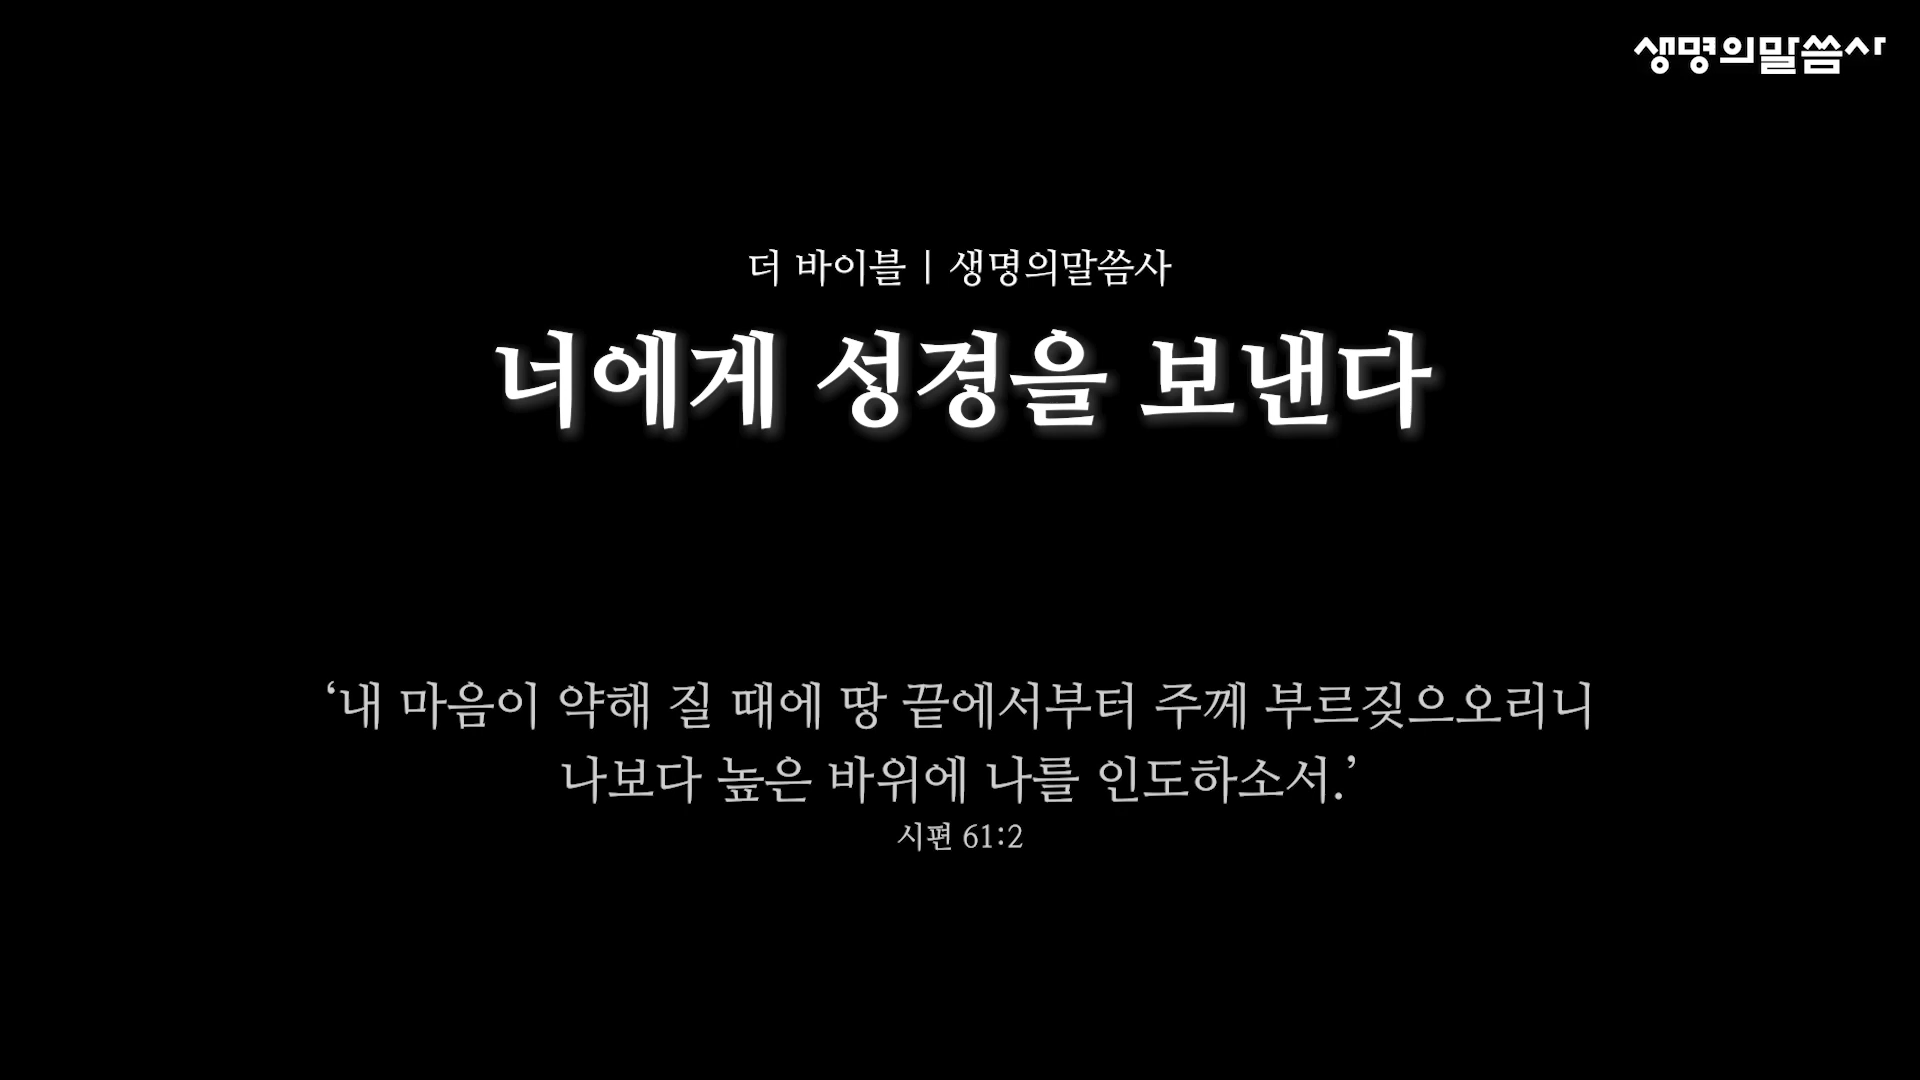 생명의말씀사
더 바이블 | 생명의말씀사
너에게 성경을 보낸다
‘내 마음이 약해 질 때에 땅 끝에서부터 주께 부르짖으오리니
나보다 높은 바위에 나를 인도하소서.’
시편 61:2